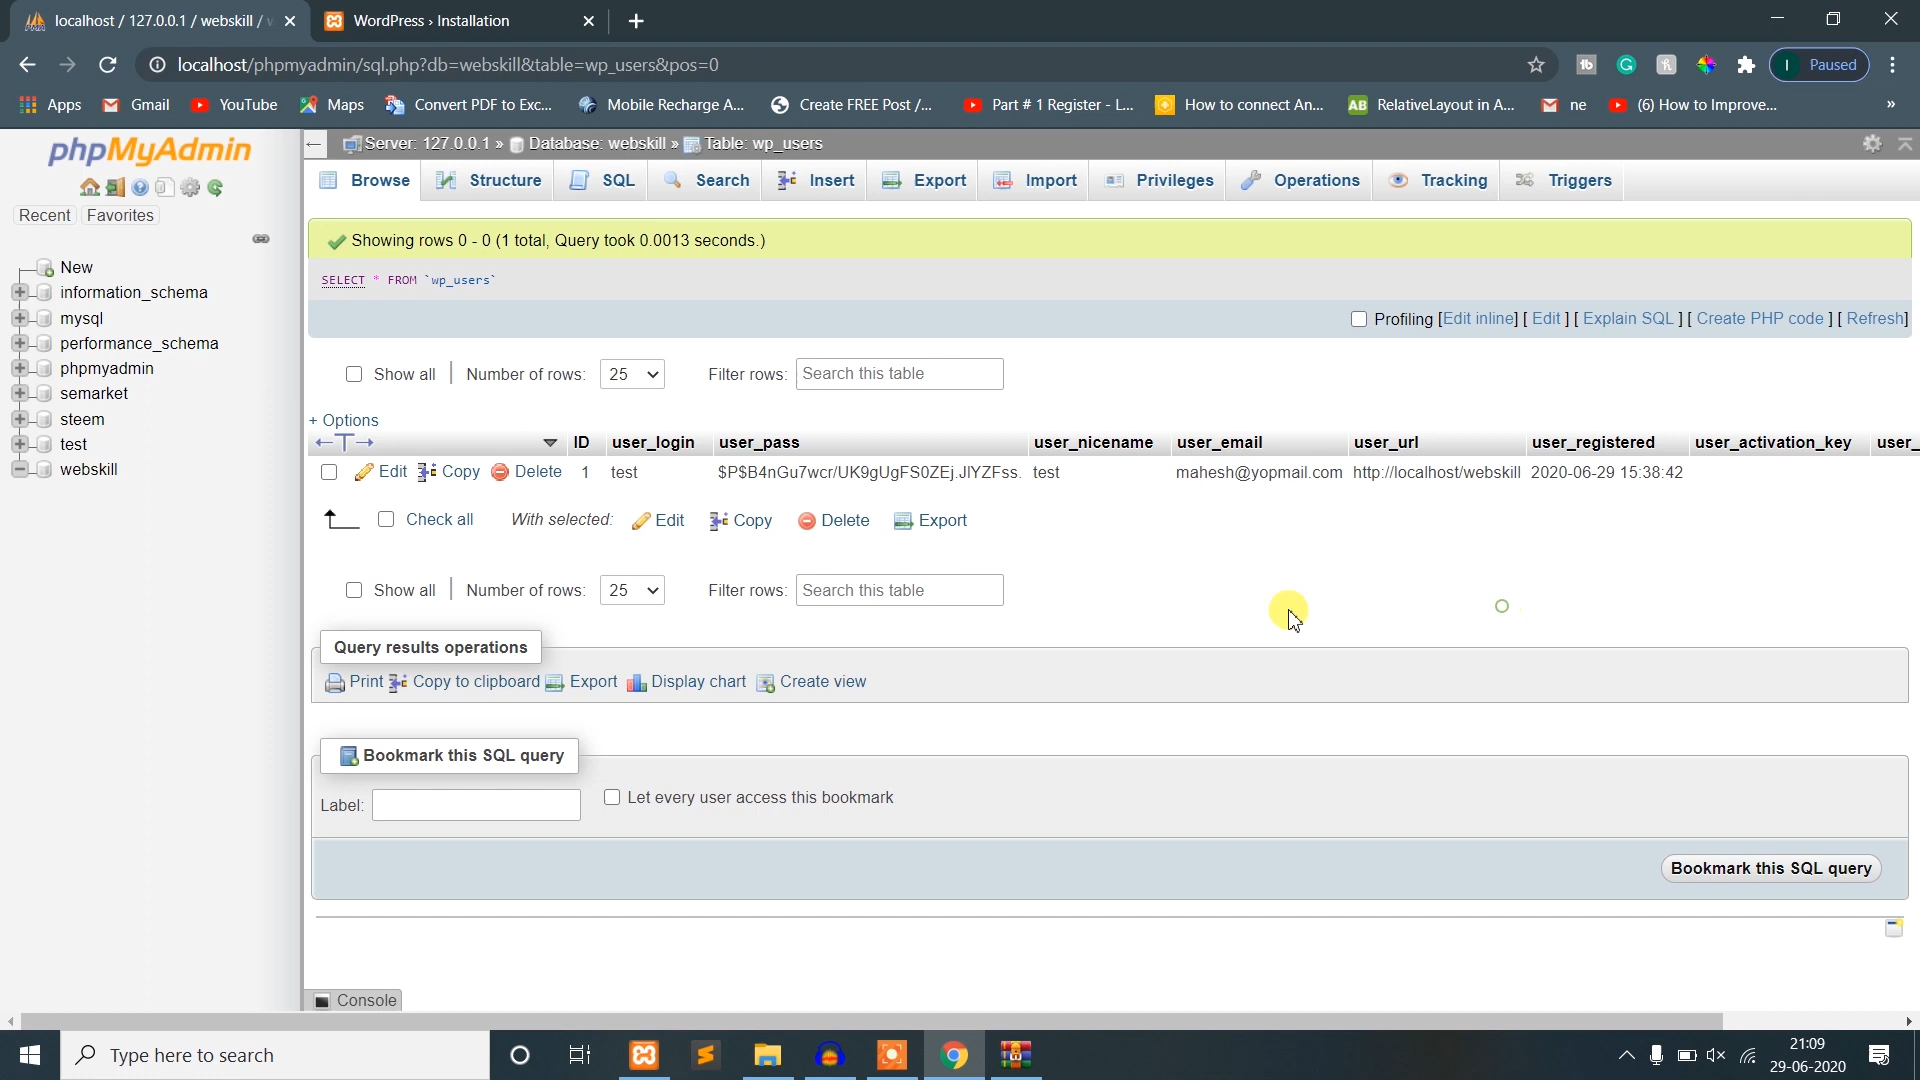 localhost / 127.0.0.1 / webskill / w
WordPress › Installation
localhost/phpmyadmin/sql.php?db=webskill&table=wp_users&pos=0
Paused
Apps
Gmail
YouTube
Maps
Convert PDF to Exc...
Mobile Recharge A...
Create FREE Post /...
Part # 1 Register - L...
How to connect An...
RelativeLayout in A...
ne
(6) How to Improve...
phpMyAdmin
Recent
Favorites
New
information_schema
mysql
performance_schema
phpmyadmin
semarket
steem
test
webskill
Server: 127.0.0.1 » Database: webskill » Table: wp_users
Browse
Structure
SQL
Search
Insert
Export
Import
Privileges
Operations
Tracking
Triggers
Showing rows 0 - 0 (1 total, Query took 0.0013 seconds.)
SELECT * FROM `wp_users`
Profiling [Edit inline] [ Edit ] [ Explain SQL ] [ Create PHP code ] [ Refresh]
Show all
Number of rows: 25
Filter rows: Search this table
+ Options
ID user_login user_pass user_nicename user_email user_url user_registered user_activation_key user_
Edit Copy Delete 1 test $P$B4nGu7wcr/UK9gUgFS0ZEj.JlYZFss. test mahesh@yopmail.com http://localhost/webskill 2020-06-29 15:38:42
Check all With selected: Edit Copy Delete Export
Show all
Number of rows: 25
Filter rows: Search this table
Query results operations
Print Copy to clipboard Export Display chart Create view
Bookmark this SQL query
Label:
Let every user access this bookmark
Bookmark this SQL query
Console
Type here to search
21:09
29-06-2020